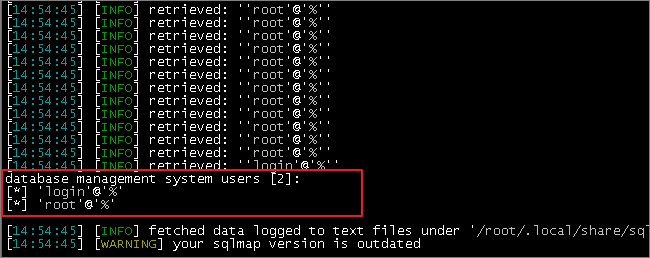 [14:54:45] [INFO] retrieved: ''root'@'%''
[14:54:45] [INFO] retrieved: ''root'@'%''
[14:54:45] [INFO] retrieved: ''root'@'%''
[14:54:45] [INFO] retrieved: ''root'@'%''
[14:54:45] [INFO] retrieved: ''root'@'%''
[14:54:45] [INFO] retrieved: ''root'@'%''
[14:54:45] [INFO] retrieved: ''root'@'%''
[14:54:45] [INFO] retrieved: ''root'@'%''
[14:54:45] [INFO] retrieved: ''root'@'%''
[14:54:45] [INFO] retrieved: ''root'@'%''
[14:54:45] [INFO] retrieved: ''root'@'%''
[14:54:45] [INFO] retrieved: ''root'@'%''
[14:54:45] [INFO] retrieved: ''login'@'%''
database management system users [2]:
[*] 'login'@'%'
[*] 'root'@'%'
[14:54:45] [INFO] fetched data logged to text files under '/root/.local/share/sql
[14:54:45] [WARNING] your sqlmap version is outdated